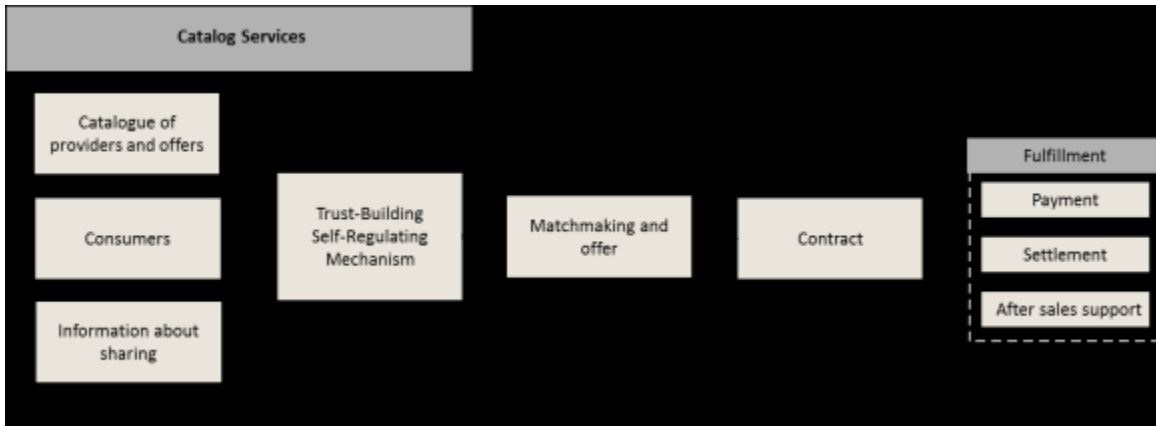 Catalog Services
Catalogue of
providers and offers
Consumers
Information about
sharing
Trust-Building
Self-Regulating
Mechanism
Matchmaking and
offer
Contract
Fulfillment
Payment
Settlement
After sales support